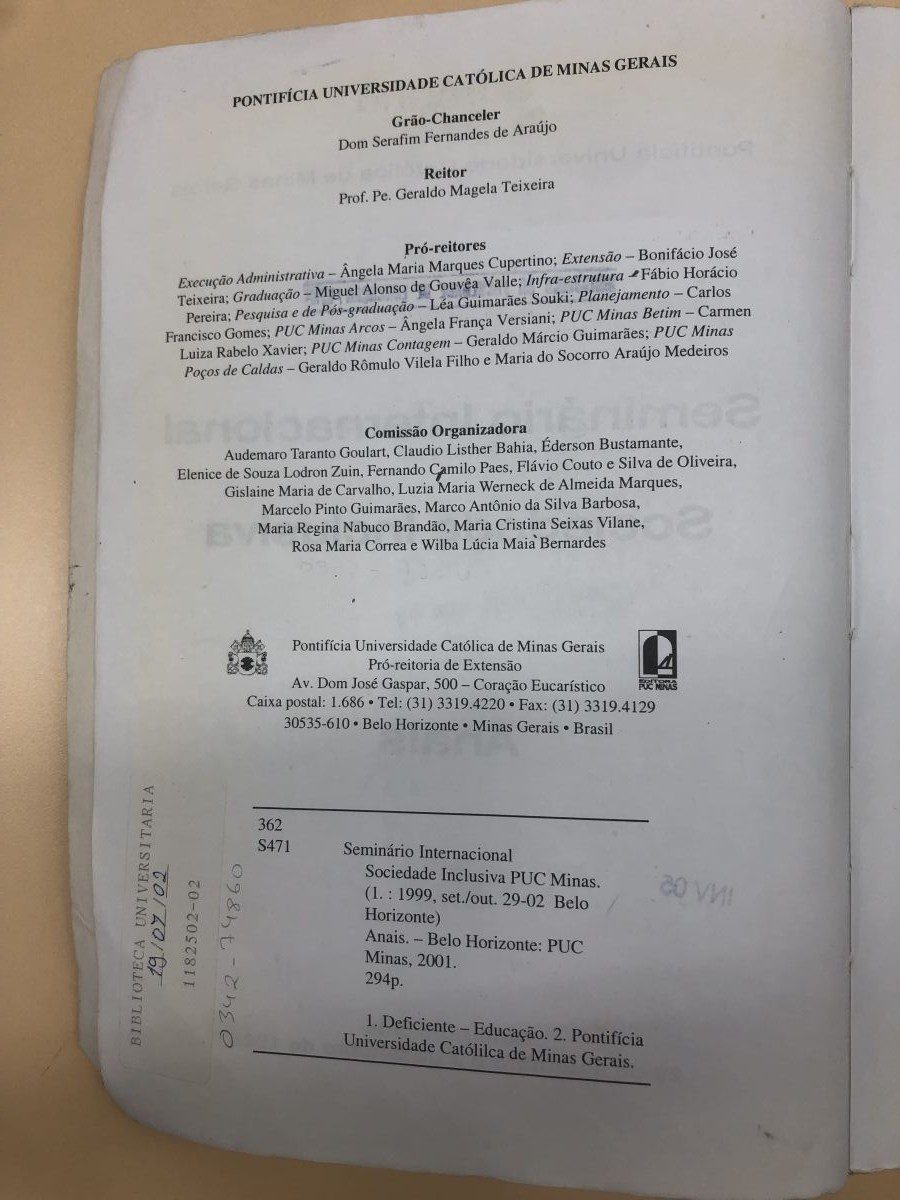 PONTIFÍCIA UNIVERSIDADE CATÓLICA DE MINAS GERAIS
Grão-Chanceler
Dom Serafim Fernandes de Araújo
Reitor
Prof. Pe. Geraldo Magela Teixeira
Pró-reitores
Execução Administrativa – Ângela Maria Marques Cupertino; Extensão – Bonifácio José
Teixeira; Graduação – Miguel Alonso de Gouvêa Valle; Infra-estrutura – Fábio Horácio
Pereira; Pesquisa e de Pós-graduação – Léa Guimarães Souki; Planejamento – Carlos
Francisco Gomes; PUC Minas Arcos – Ângela França Versiani; PUC Minas Betim – Carmen
Luiza Rabelo Xavier; PUC Minas Contagem – Geraldo Márcio Guimarães; PUC Minas
Poços de Caldas – Geraldo Rômulo Vilela Filho e Maria do Socorro Araújo Medeiros
Comissão Organizadora
Audemaro Taranto Goulart, Claudio Listher Bahia, Éderson Bustamante,
Elenice de Souza Lodron Zuin, Fernando Camilo Paes, Flávio Couto e Silva de Oliveira,
Gislaine Maria de Carvalho, Luzia Maria Werneck de Almeida Marques,
Marcelo Pinto Guimarães, Marco Antônio da Silva Barbosa,
Maria Regina Nabuco Brandão, Maria Cristina Seixas Vilane,
Rosa Maria Correa e Wilba Lúcia Maia Bernardes
Pontifícia Universidade Católica de Minas Gerais
Pró-reitoria de Extensão
Av. Dom José Gaspar, 500 – Coração Eucarístico
Caixa postal: 1.686 • Tel: (31) 3319.4220 • Fax: (31) 3319.4129
30535-610 • Belo Horizonte • Minas Gerais • Brasil
EDITORA
PUC MINAS
362
S471
Seminário Internacional
Sociedade Inclusiva PUC Minas.
(1. : 1999, set./out. 29-02 Belo
Horizonte)
Anais. – Belo Horizonte: PUC
Minas, 2001.
294p.
1. Deficiente – Educação. 2. Pontifícia
Universidade Católilca de Minas Gerais.
BIBLIOTECA UNIVERSITARIA
19/07/02
1182502-02
0342-74860